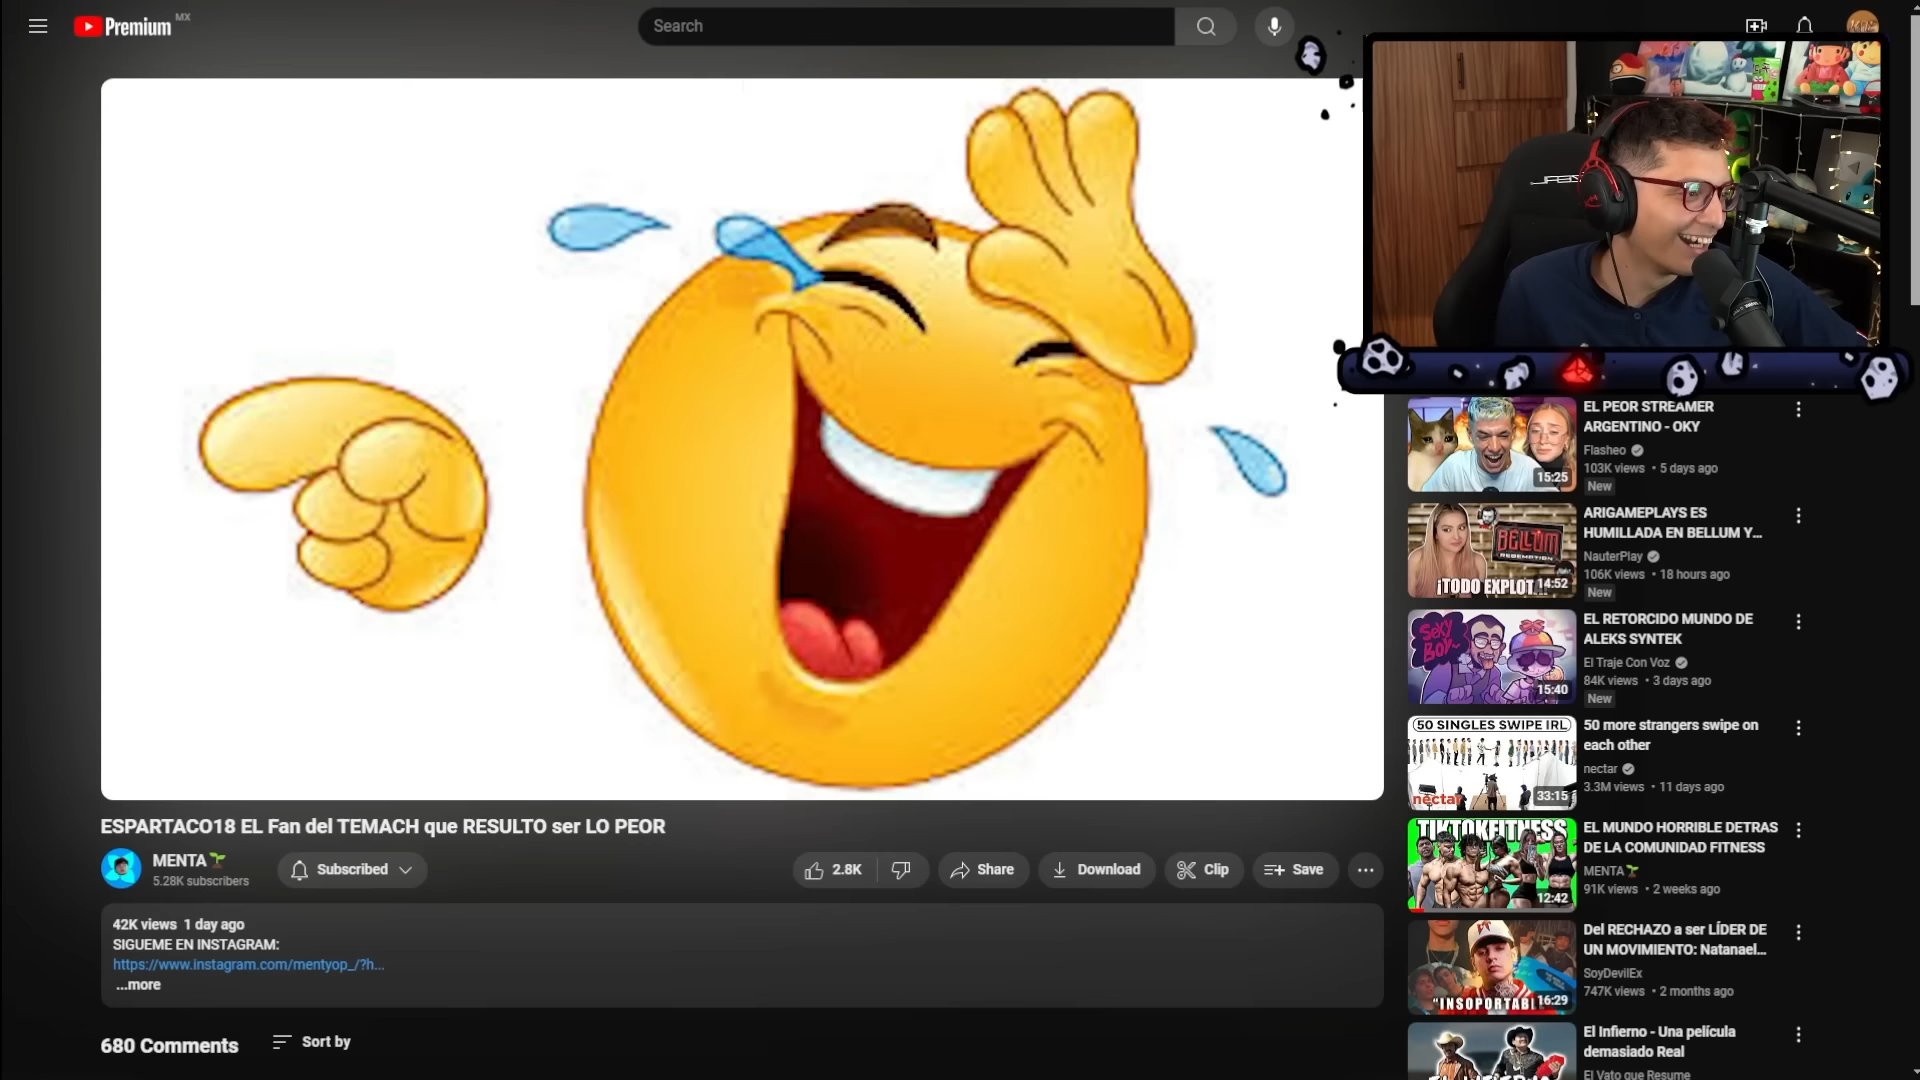 Premium MX
Search
ESPARTACO18 EL Fan del TEMACH que RESULTO ser LO PEOR
MENTA
5.28K subscribers
Subscribed
2.8K
Share
Download
Clip
Save
42K views 1 day ago
SIGUEME EN INSTAGRAM:
https://www.instagram.com/mentyop_/?h...
...more
680 Comments
Sort by
15:25
EL PEOR STREAMER
ARGENTINO - OKY
Flasheo
103K views • 5 days ago
New
BELLUM
REDEMPTION
¡TODO EXPLOT...
14:52
ARIGAMEPLAYS ES
HUMILLADA EN BELLUM Y...
NauterPlay
106K views • 18 hours ago
New
SEXY
BOY
15:40
EL RETORCIDO MUNDO DE
ALEKS SYNTEK
El Traje Con Voz
84K views • 3 days ago
New
50 SINGLES SWIPE IRL
nectar
33:15
50 more strangers swipe on
each other
nectar
3.3M views • 11 days ago
TIKTOKFITNESS
12:42
EL MUNDO HORRIBLE DETRAS
DE LA COMUNIDAD FITNESS
MENTA
91K views • 2 weeks ago
"INSOPORTABL
16:29
Del RECHAZO a ser LÍDER DE
UN MOVIMIENTO: Natanael...
SoyDevilEx
747K views • 2 months ago
El Infierno - Una película
demasiado Real
El Vato que Resume